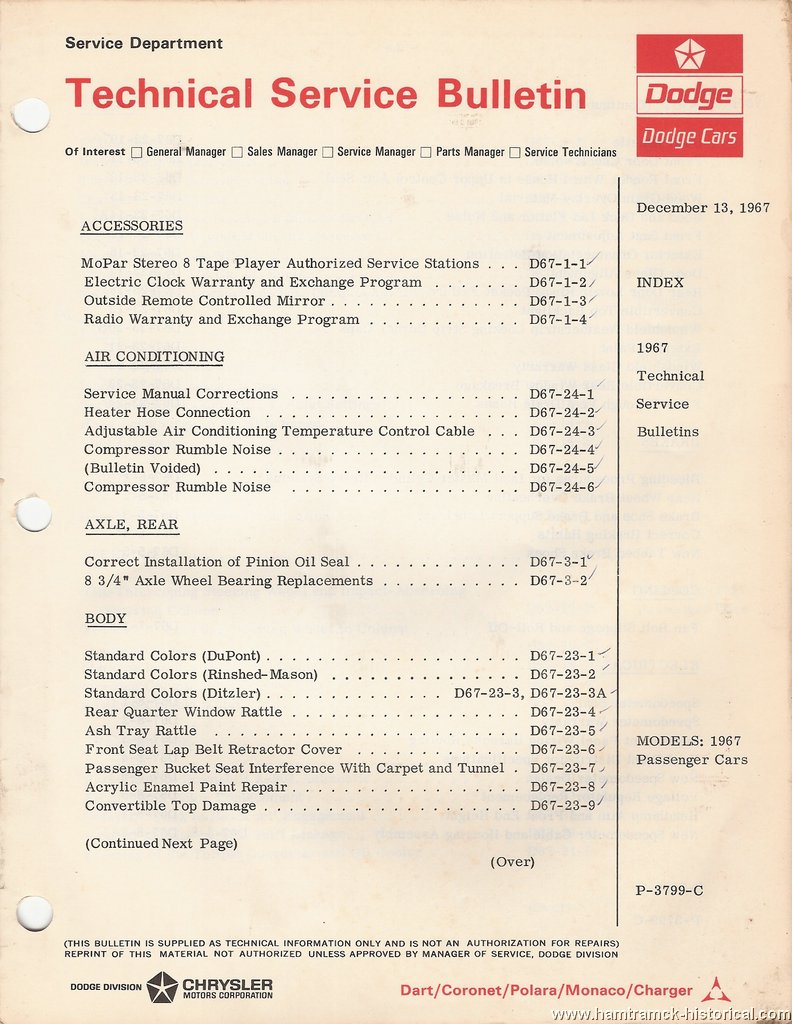 Service Department
Technical Service Bulletin
Dodge
Dodge Cars
Of Interest □ General Manager □ Sales Manager □ Service Manager □ Parts Manager □ Service Technicians
December 13, 1967
INDEX
1967
Technical
Service
Bulletins
ACCESSORIES
MoPar Stereo 8 Tape Player Authorized Service Stations . . . D67-1-1
Electric Clock Warranty and Exchange Program . . . . . . . D67-1-2
Outside Remote Controlled Mirror . . . . . . . . . . . . . . . D67-1-3
Radio Warranty and Exchange Program . . . . . . . . . . . . D67-1-4
AIR CONDITIONING
Service Manual Corrections . . . . . . . . . . . . . . . . . . . D67-24-1
Heater Hose Connection . . . . . . . . . . . . . . . . . . . . D67-24-2
Adjustable Air Conditioning Temperature Control Cable . . . D67-24-3
Compressor Rumble Noise . . . . . . . . . . . . . . . . . . . D67-24-4
(Bulletin Voided) . . . . . . . . . . . . . . . . . . . . . . . . D67-24-5
Compressor Rumble Noise . . . . . . . . . . . . . . . . . . . D67-24-6
AXLE, REAR
Correct Installation of Pinion Oil Seal . . . . . . . . . . . . . D67-3-1
8 3/4" Axle Wheel Bearing Replacements . . . . . . . . . . . D67-3-2
BODY
Standard Colors (DuPont) . . . . . . . . . . . . . . . . . . . . D67-23-1
Standard Colors (Rinshed-Mason) . . . . . . . . . . . . . . . D67-23-2
Standard Colors (Ditzler) . . . . . . . . . . . . . . D67-23-3, D67-23-3A
Rear Quarter Window Rattle . . . . . . . . . . . . . . . . . . D67-23-4
Ash Tray Rattle . . . . . . . . . . . . . . . . . . . . . . . . D67-23-5
Front Seat Lap Belt Retractor Cover . . . . . . . . . . . . . . D67-23-6
Passenger Bucket Seat Interference With Carpet and Tunnel . D67-23-7
Acrylic Enamel Paint Repair . . . . . . . . . . . . . . . . . . D67-23-8
Convertible Top Damage . . . . . . . . . . . . . . . . . . . . D67-23-9
(Continued Next Page)
(Over)
MODELS: 1967
Passenger Cars
P-3799-C
(THIS BULLETIN IS SUPPLIED AS TECHNICAL INFORMATION ONLY AND IS NOT AN AUTHORIZATION FOR REPAIRS)
REPRINT OF THIS MATERIAL NOT AUTHORIZED UNLESS APPROVED BY MANAGER OF SERVICE, DODGE DIVISION
DODGE DIVISION CHRYSLER
MOTORS CORPORATION
Dart/Coronet/Polara/Monaco/Charger
www.hamtramck-historical.com